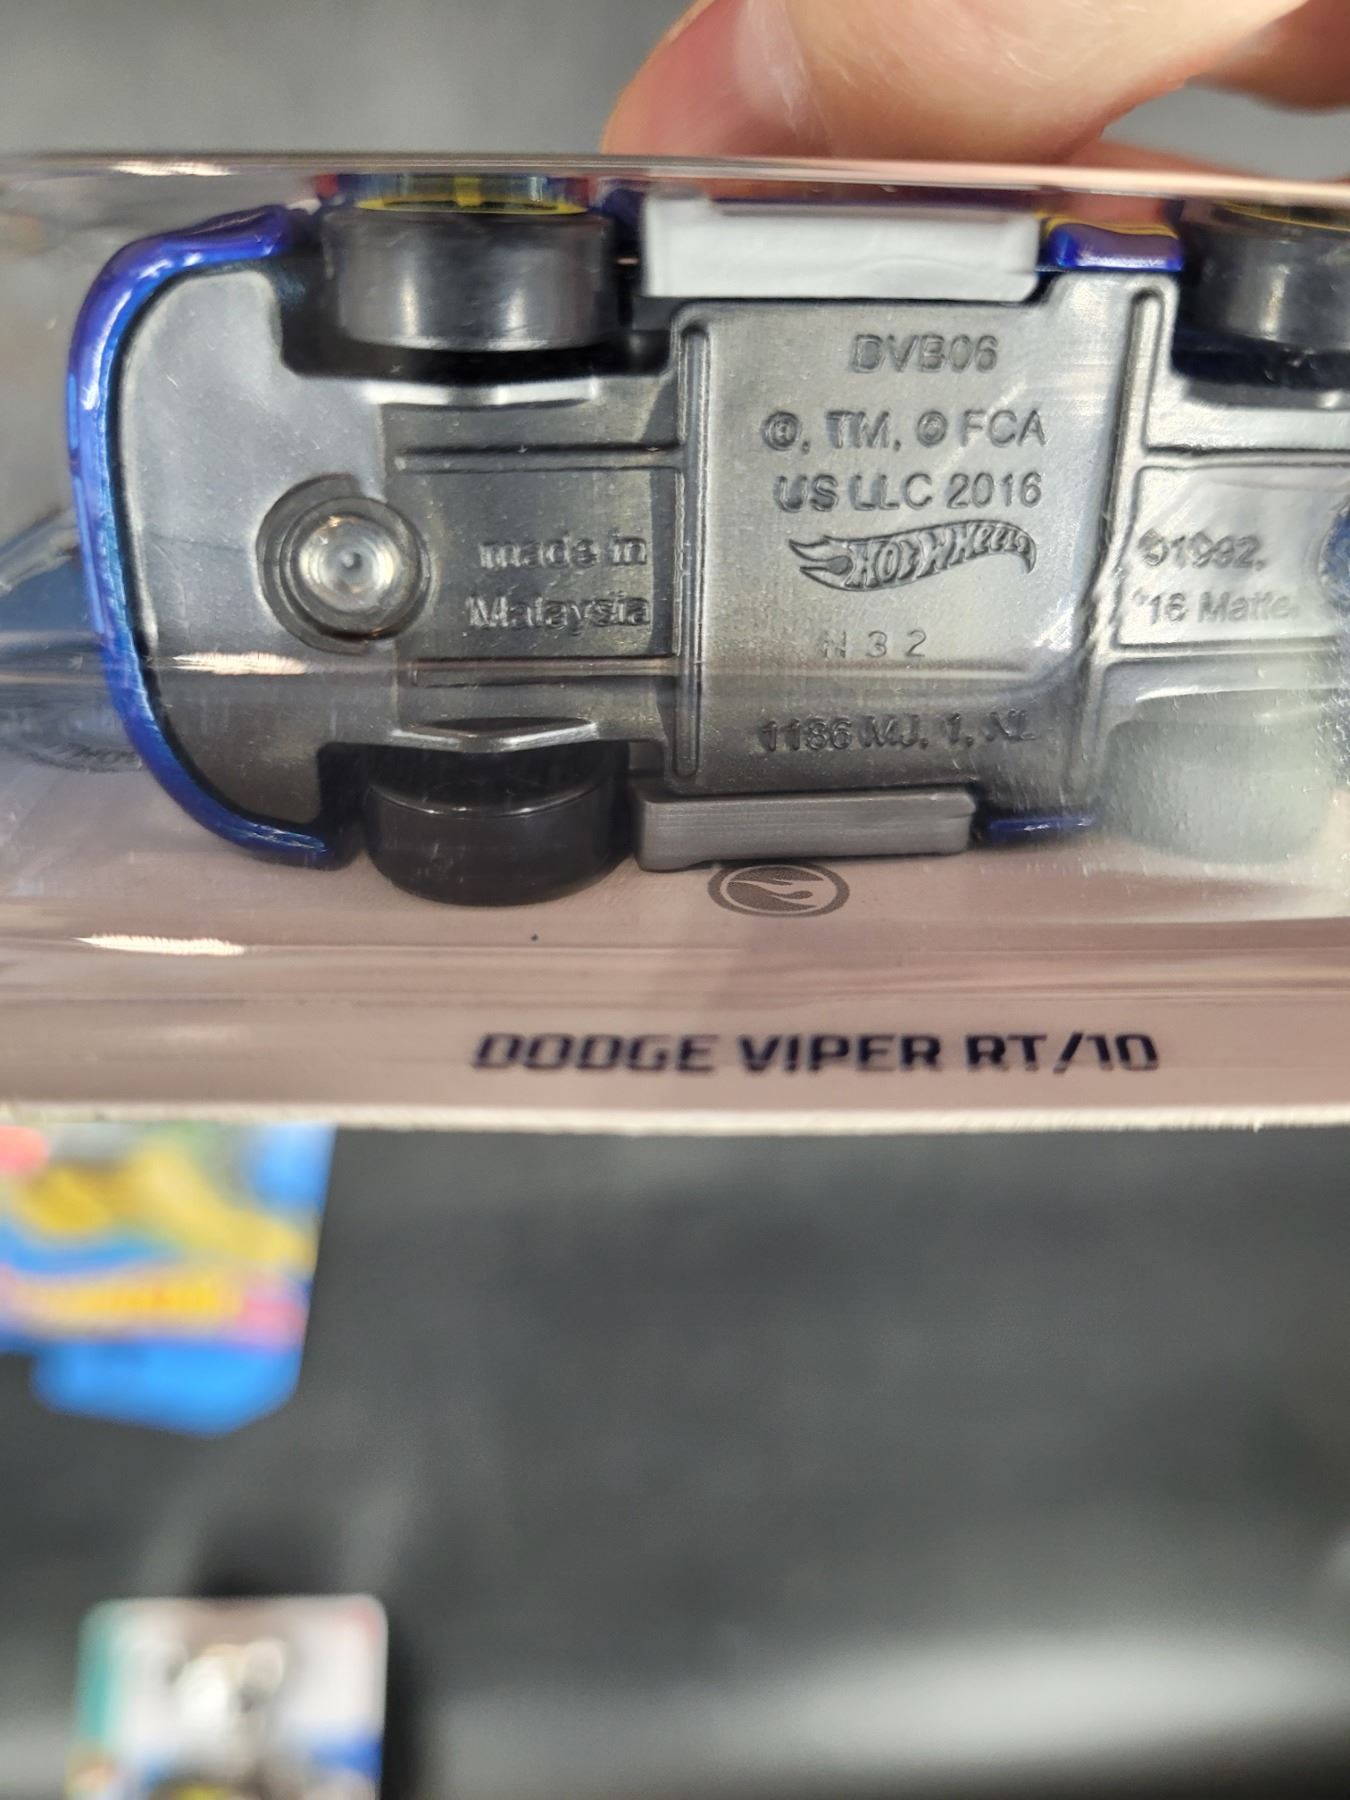 DVB06
®, TM, © FCA
US LLC 2016
HOT WHEELS
N 3 2
1186 MJ, 1, NL
made in
Malaysia
©1992,
'16 Matte
DODGE VIPER RT/10